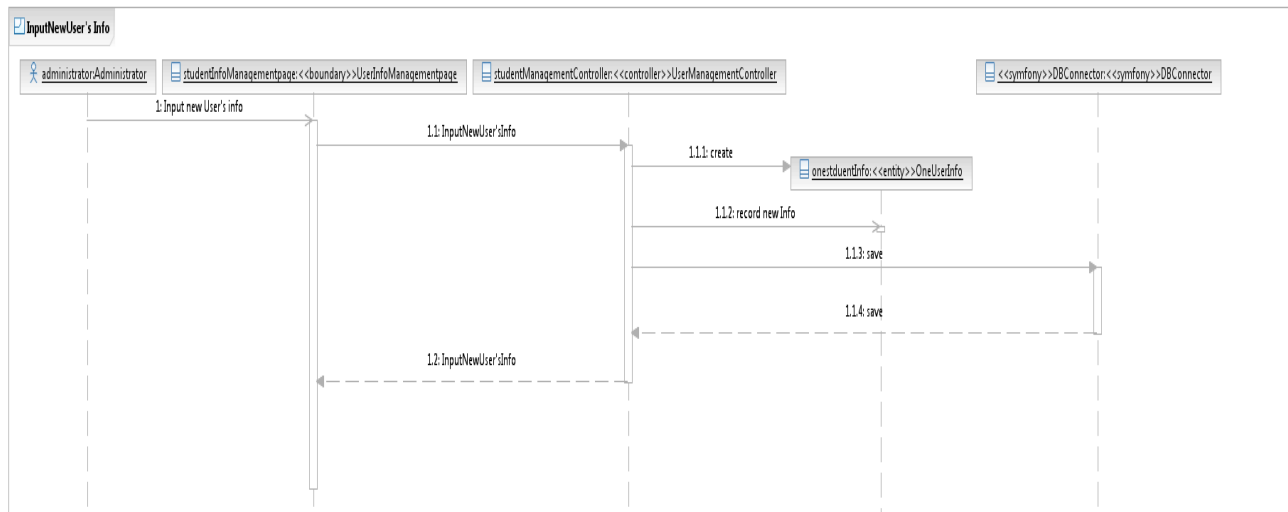 InputNewUser's Info
administrator:Administrator
studentInfoManagementpage:<<boundary>>UserInfoManagementpage
studentManagementController:<<controller>>UserManagementController
<<symfony>>DBConnector:<<symfony>>DBConnector
1: Input new User's info
1.1: InputNewUser'sInfo
1.1.1: create
onestduentInfo:<<entity>>OneUserInfo
1.1.2: record new Info
1.1.3: save
1.1.4: save
1.2: InputNewUser'sInfo